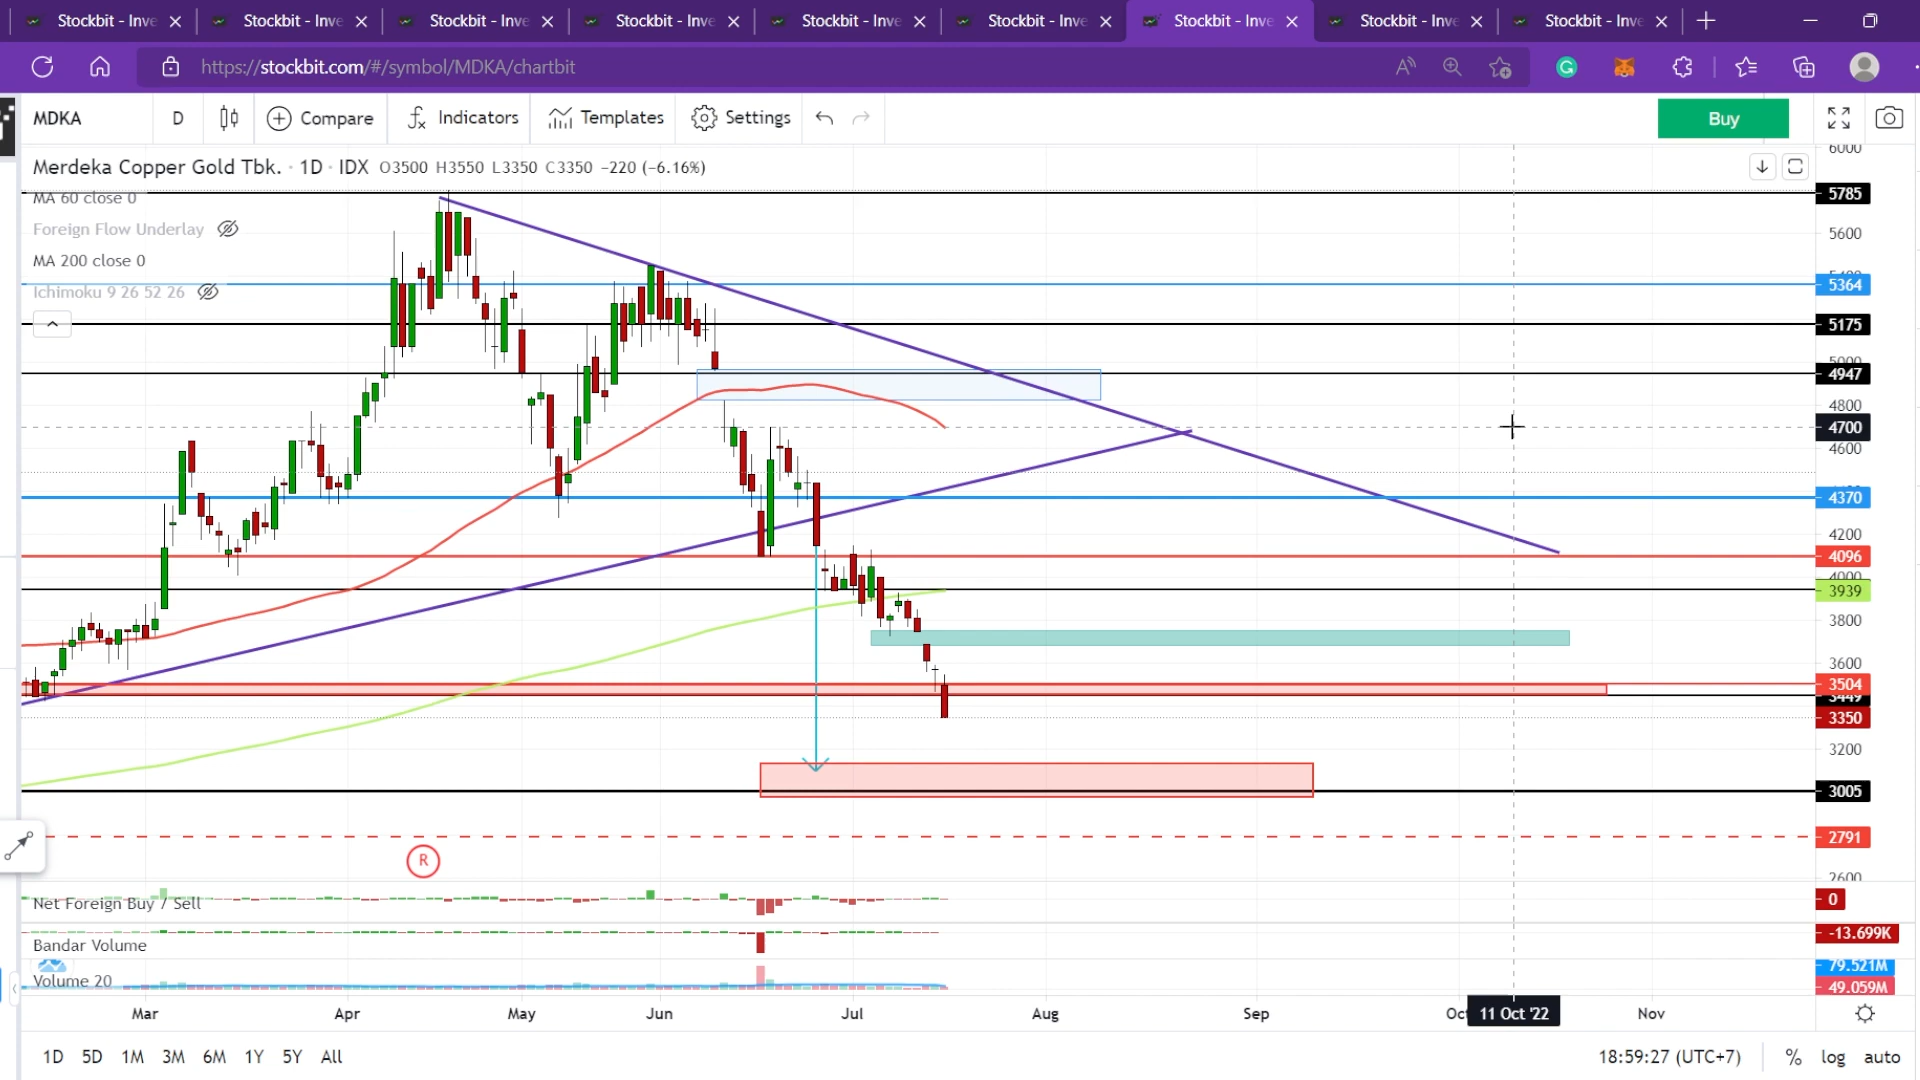 Stockbit - Inve
Stockbit - Inve
Stockbit - Inve
Stockbit - Inve
Stockbit - Inve
Stockbit - Inve
Stockbit - Inve
Stockbit - Inve
Stockbit - Inve
https://stockbit.com/#/symbol/MDKA/chartbit
MDKA D Compare Indicators Templates Settings Buy
Merdeka Copper Gold Tbk. · 1D · IDX O3500 H3550 L3350 C3350 −220 (−6.16%)
MA 60 close 0
Foreign Flow Underlay
MA 200 close 0
Ichimoku 9 26 52 26
6000
5785
5600
5364
5175
5000
4947
4800
4700
4600
4370
4200
4096
4000
3939
3800
3600
3504
3449
3350
3200
3005
2791
2600
R
Net Foreign Buy / Sell
0
Bandar Volume
-13.699K
Volume 20
79.521M
49.059M
Mar Apr May Jun Jul Aug Sep Oct 11 Oct '22 Nov
1D 5D 1M 3M 6M 1Y 5Y All
18:59:27 (UTC+7) % log auto